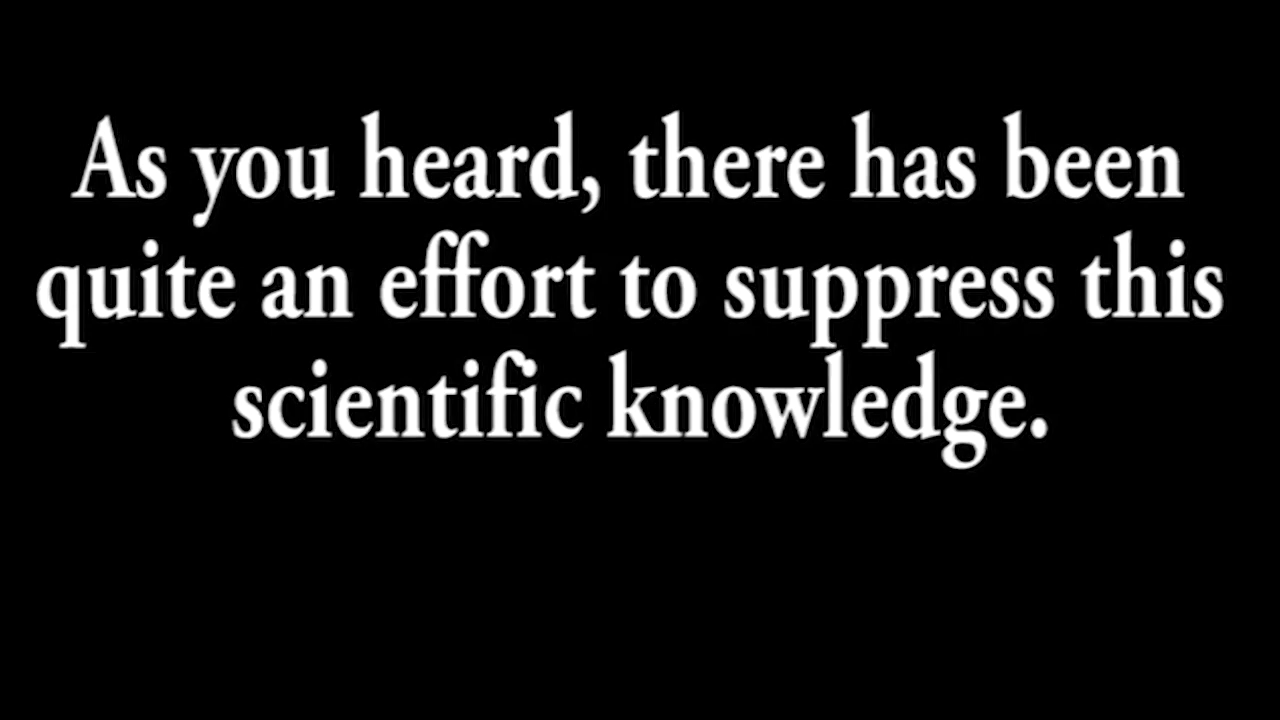 As you heard, there has been
quite an effort to suppress this
scientific knowledge.